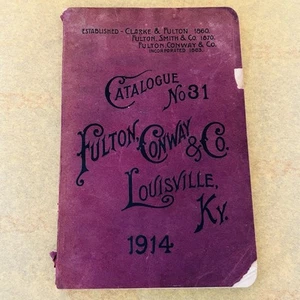 ESTABLISHED - CLARKE & FULTON 1860.
FULTON, SMITH & CO. 1870.
FULTON, CONWAY & CO.
INCORPORATED 1883.
CATALOGUE
No 31
FULTON, CONWAY & CO.
LOUISVILLE,
KY.
1914